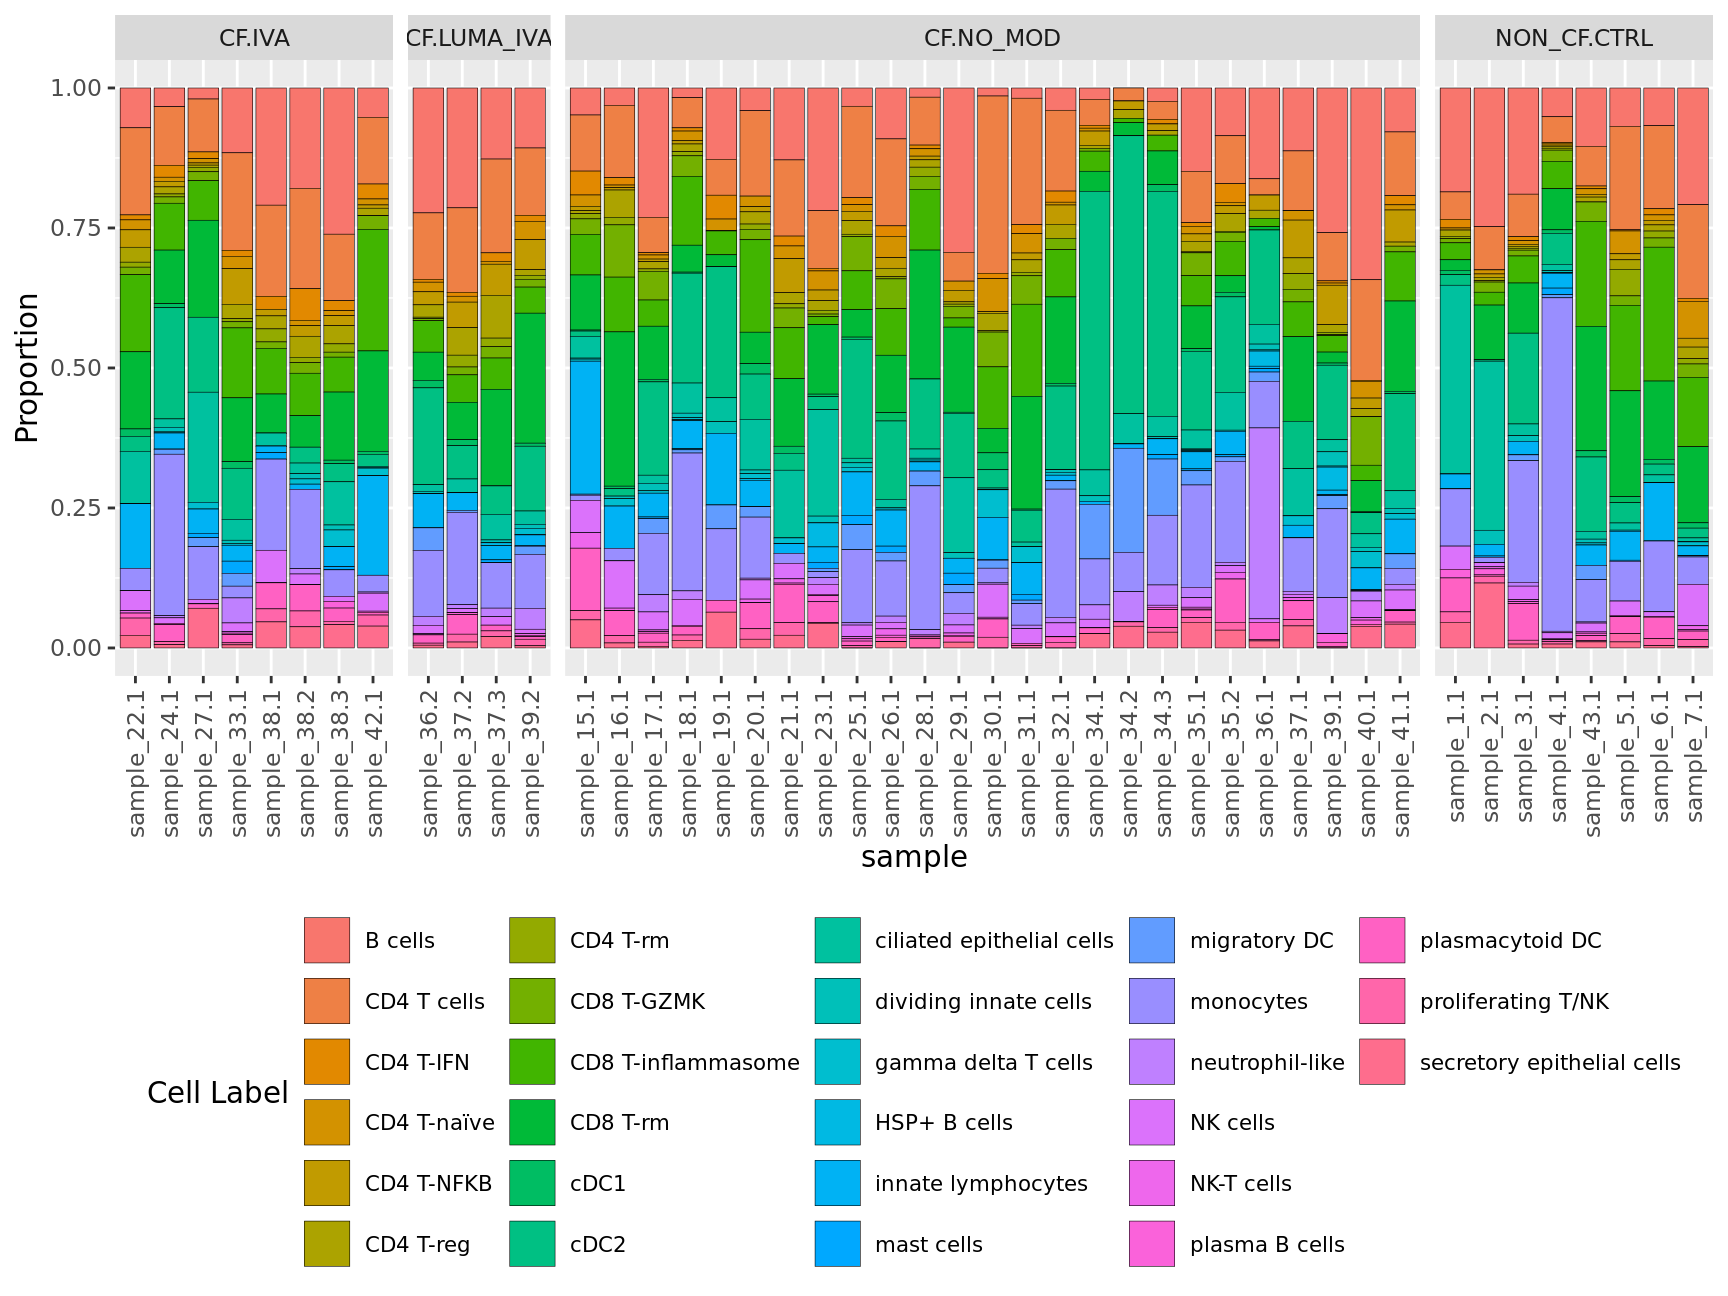 CF.IVA CF.LUMA_IVA CF.NO_MOD NON_CF.CTRL
Proportion
1.00
0.75
0.50
0.25
0.00
sample_22.1
sample_24.1
sample_27.1
sample_33.1
sample_38.1
sample_38.2
sample_38.3
sample_42.1
sample_36.2
sample_37.2
sample_37.3
sample_39.2
sample_15.1
sample_16.1
sample_17.1
sample_18.1
sample_19.1
sample_20.1
sample_21.1
sample_23.1
sample_25.1
sample_26.1
sample_28.1
sample_29.1
sample_30.1
sample_31.1
sample_32.1
sample_34.1
sample_34.2
sample_34.3
sample_35.1
sample_35.2
sample_36.1
sample_37.1
sample_39.1
sample_40.1
sample_41.1
sample_1.1
sample_2.1
sample_3.1
sample_4.1
sample_43.1
sample_5.1
sample_6.1
sample_7.1
sample
Cell Label
B cells
CD4 T cells
CD4 T-IFN
CD4 T-naïve
CD4 T-NFKB
CD4 T-reg
CD4 T-rm
CD8 T-GZMK
CD8 T-inflammasome
CD8 T-rm
cDC1
cDC2
ciliated epithelial cells
dividing innate cells
gamma delta T cells
HSP+ B cells
innate lymphocytes
mast cells
migratory DC
monocytes
neutrophil-like
NK cells
NK-T cells
plasma B cells
plasmacytoid DC
proliferating T/NK
secretory epithelial cells